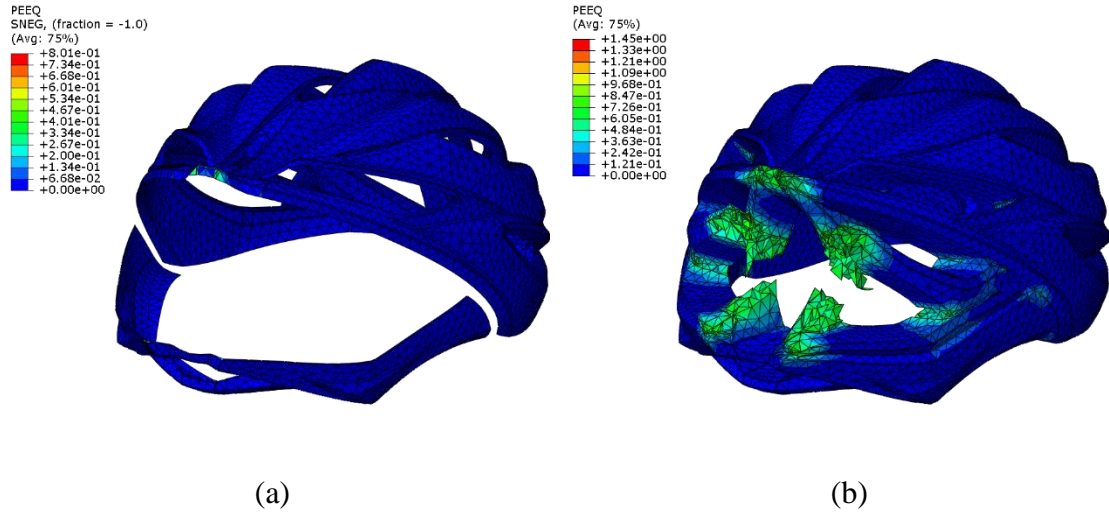 PEEQ
SNEG, (fraction = -1.0)
(Avg: 75%)
+8.01e-01
+7.34e-01
+6.68e-01
+6.01e-01
+5.34e-01
+4.67e-01
+4.01e-01
+3.34e-01
+2.67e-01
+2.00e-01
+1.34e-01
+6.68e-02
+0.00e+00
PEEQ
(Avg: 75%)
+1.45e+00
+1.33e+00
+1.21e+00
+1.09e+00
+9.68e-01
+8.47e-01
+7.26e-01
+6.05e-01
+4.84e-01
+3.63e-01
+2.42e-01
+1.21e-01
+0.00e+00
(a)
(b)